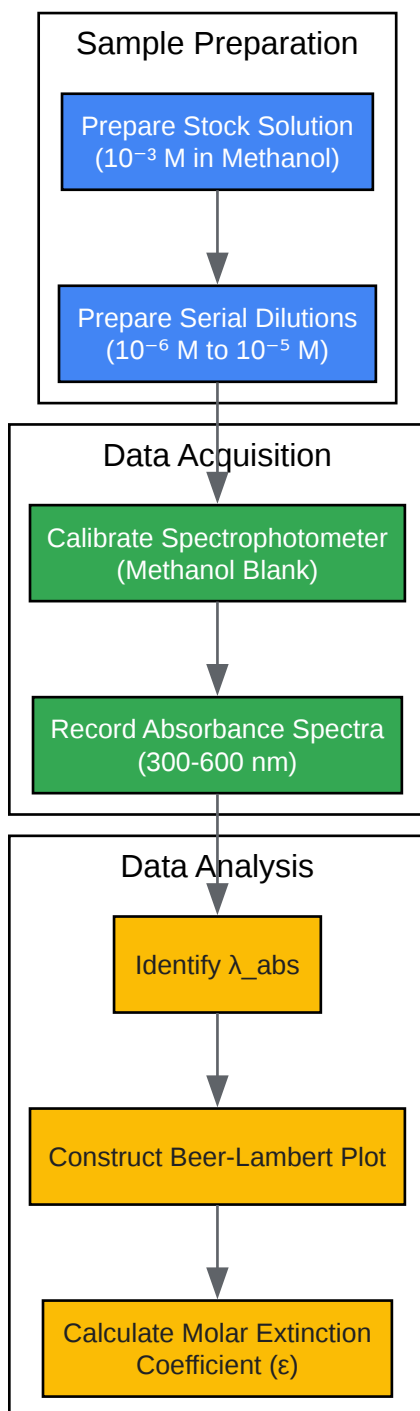 Sample Preparation
Prepare Stock Solution
(10⁻³ M in Methanol)
Prepare Serial Dilutions
(10⁻⁶ M to 10⁻⁵ M)
Data Acquisition
Calibrate Spectrophotometer
(Methanol Blank)
Record Absorbance Spectra
(300-600 nm)
Data Analysis
Identify λ_abs
Construct Beer-Lambert Plot
Calculate Molar Extinction
Coefficient (ε)